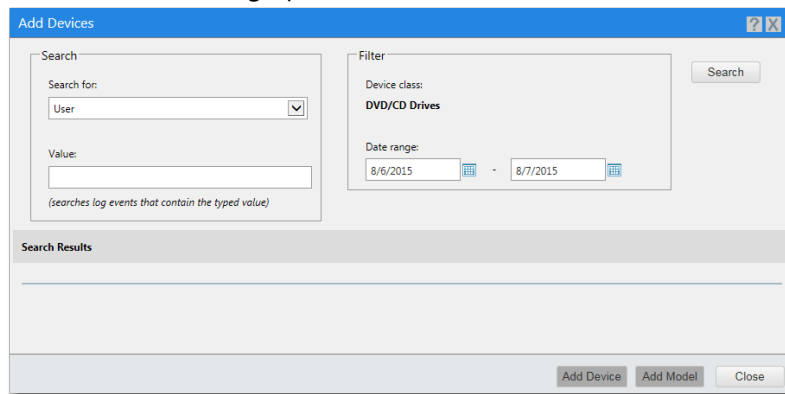 Add Devices
? X
Search
Search for:
User
Value:
(searches log events that contain the typed value)
Filter
Device class:
DVD/CD Drives
Date range:
8/6/2015 - 8/7/2015
Search
Search Results
Add Device Add Model Close